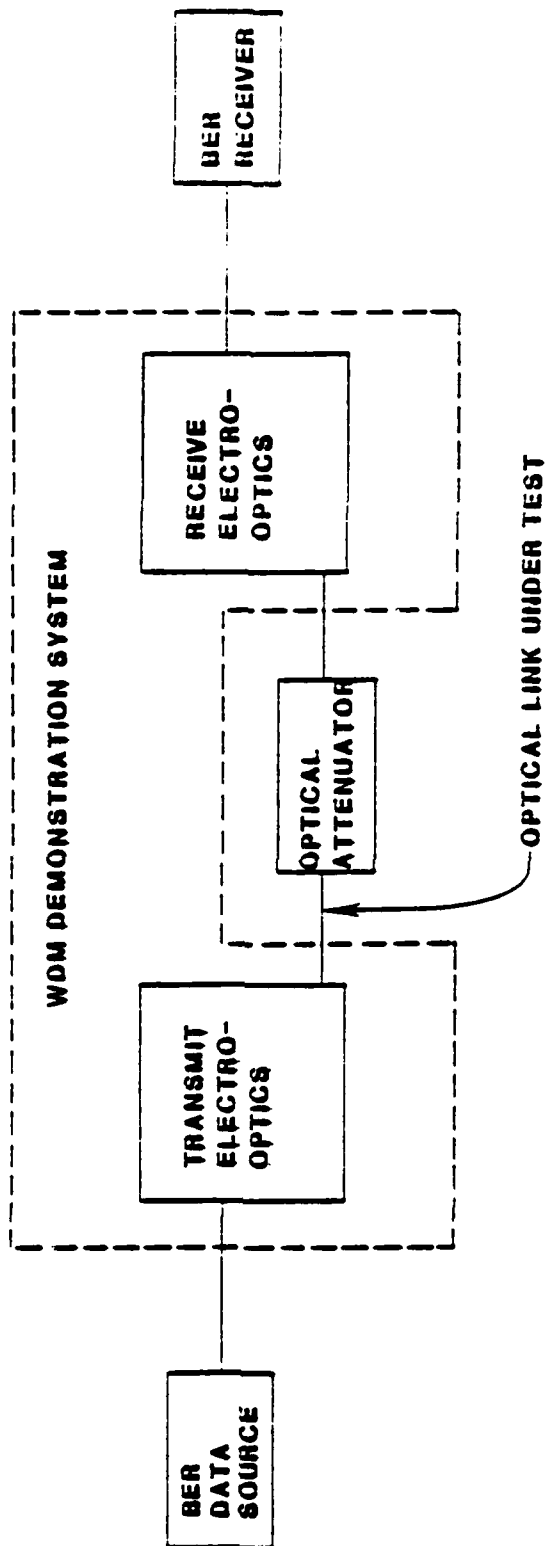 WDM DEMONSTRATION SYSTEM
BER
DATA
SOURCE
TRANSMIT
ELECTRO-
OPTICS
OPTICAL
ATTENUATOR
RECEIVE
ELECTRO-
OPTICS
BER
RECEIVER
OPTICAL LINK UNDER TEST